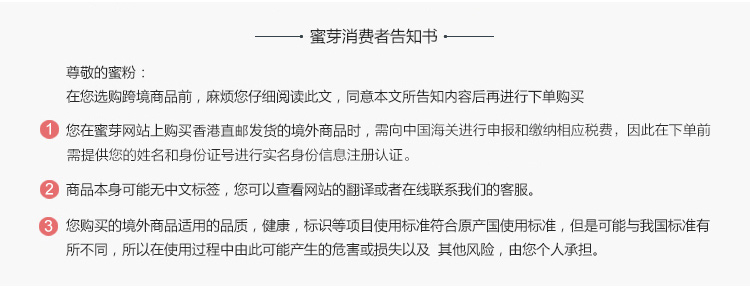 蜜芽消费者告知书
尊敬的蜜粉：
在您选购跨境商品前，麻烦您仔细阅读此文，同意本文所告知内容后再进行下单购买
1 您在蜜芽网站上购买香港直邮发货的境外商品时，需向中国海关进行申报和缴纳相应税费，因此在下单前
需提供您的姓名和身份证号进行实名身份信息注册认证。
2 商品本身可能无中文标签，您可以查看网站的翻译或者在线联系我们的客服。
3 您购买的境外商品适用的品质，健康，标识等项目使用标准符合原产国使用标准，但是可能与我国标准有
所不同，所以在使用过程中由此可能产生的危害或损失以及 其他风险，由您个人承担。